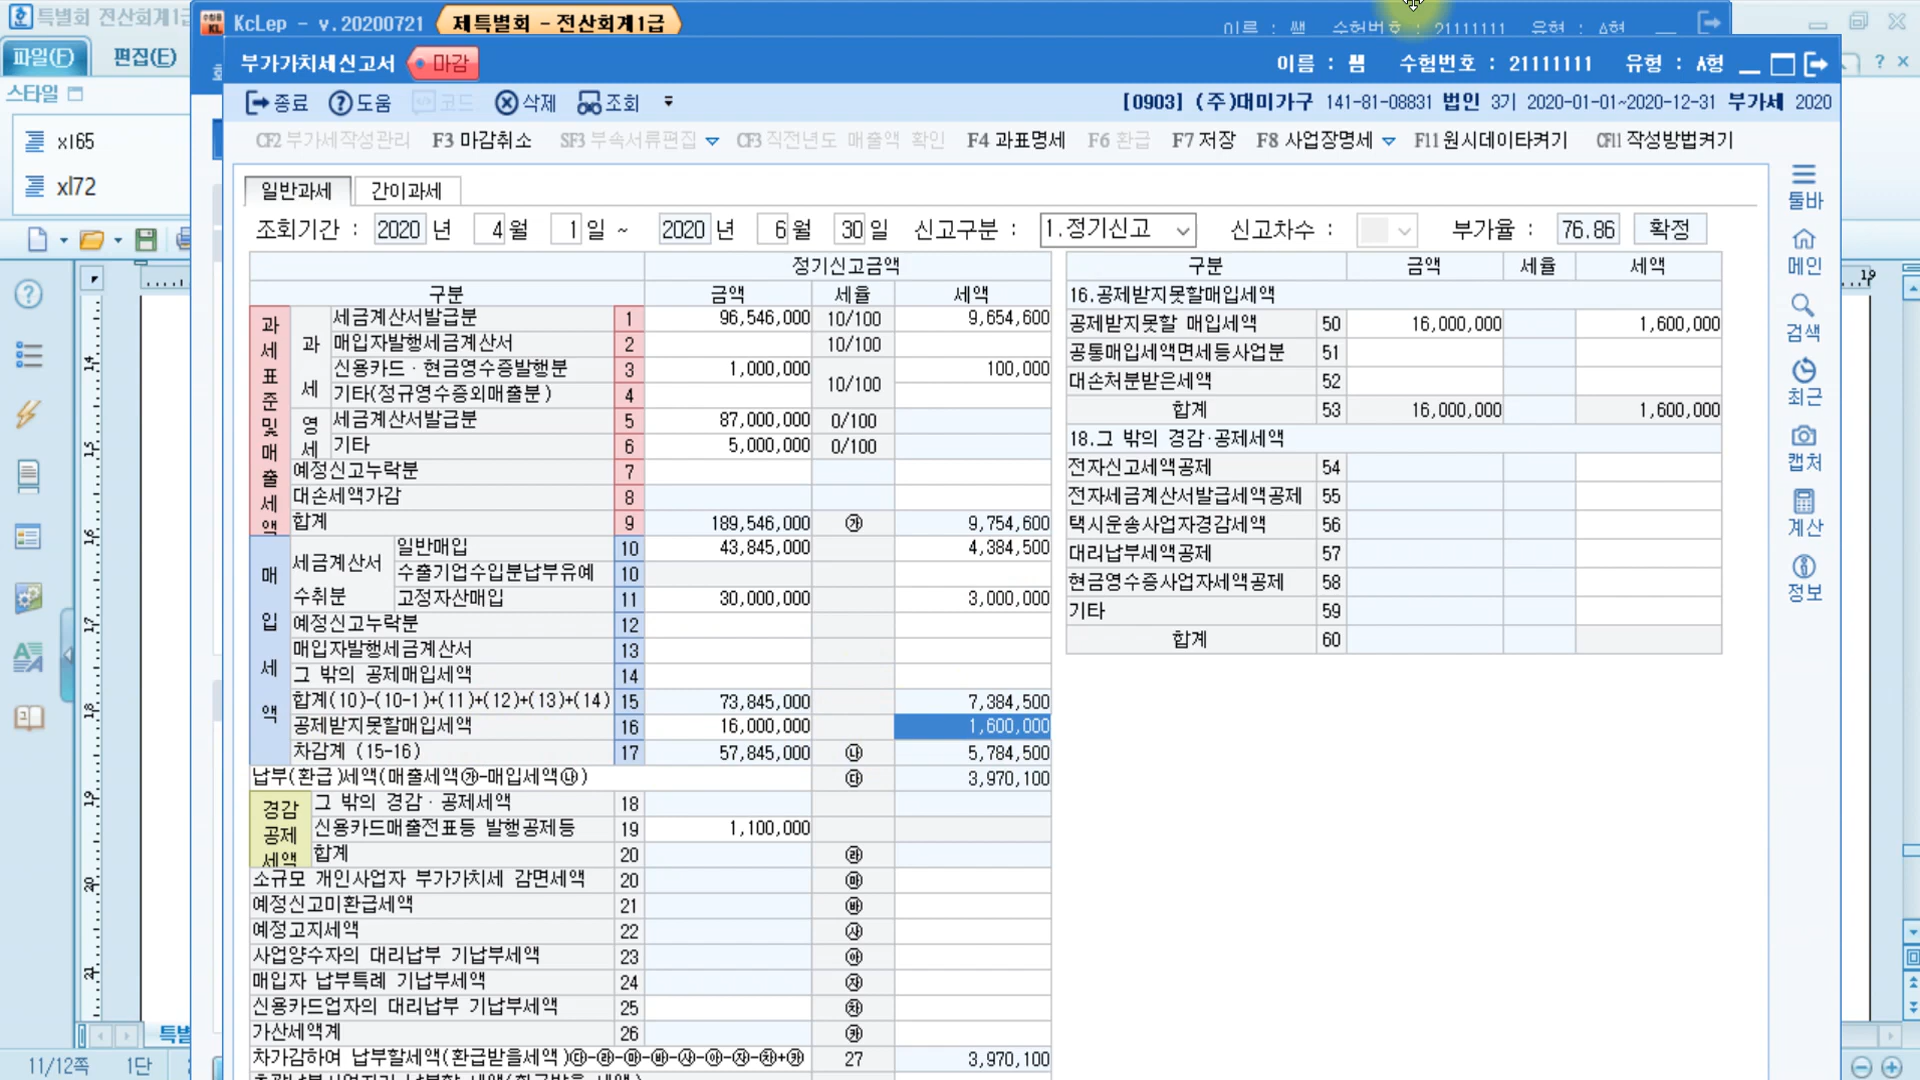 특별회 전산회계1급
KcLep - v.20200721 제특별회 - 전산회계1급
이름 : 쌤 수험번호 : 21111111 유형 : A형
파일(F) 편집(E)
부가가치세신고서 마감
이름 : 쌤 수험번호 : 21111111 유형 : A형
스타일
xl65
xl72
종료 도움 코드 삭제 조회
[0903] (주)대미가구 141-81-08831 법인 3기 2020-01-01~2020-12-31 부가세 2020
CF2 부가세작성관리 F3 마감취소 SF3 부속서류편집 CF3 직전년도 매출액 확인 F4 과표명세 F6 환급 F7 저장 F8 사업장명세 F11 원시데이타켜기 CF11 작성방법켜기
일반과세 간이과세
조회기간 : 2020 년 4 월 1 일 ~ 2020 년 6 월 30 일 신고구분 : 1.정기신고 신고차수 : 부가율 : 76.86 확정
정기신고금액
구분 금액 세율 세액
과세표준및매출세액
과세
세금계산서발급분 1 96,546,000 10/100 9,654,600
매입자발행세금계산서 2 10/100
신용카드 · 현금영수증발행분 3 1,000,000 10/100 100,000
기타(정규영수증외매출분) 4
영세
세금계산서발급분 5 87,000,000 0/100
기타 6 5,000,000 0/100
예정신고누락분 7
대손세액가감 8
합계 9 189,546,000 ㉮ 9,754,600
매입세액
세금계산서 수취분
일반매입 10 43,845,000 4,384,500
수출기업수입분납부유예 10
고정자산매입 11 30,000,000 3,000,000
예정신고누락분 12
매입자발행세금계산서 13
그 밖의 공제매입세액 14
합계(10)-(10-1)+(11)+(12)+(13)+(14) 15 73,845,000 7,384,500
공제받지못할매입세액 16 16,000,000 1,600,000
차감계 (15-16) 17 57,845,000 ㉯ 5,784,500
납부(환급)세액(매출세액㉮-매입세액㉯) ㉰ 3,970,100
경감공제세액
그 밖의 경감 · 공제세액 18
신용카드매출전표등 발행공제등 19 1,100,000
합계 20 ㉱
소규모 개인사업자 부가가치세 감면세액 20 ㉲
예정신고미환급세액 21 ㉳
예정고지세액 22 ㉴
사업양수자의 대리납부 기납부세액 23 ㉵
매입자 납부특례 기납부세액 24 ㉶
신용카드업자의 대리납부 기납부세액 25 ㉷
가산세액계 26 ㉸
차가감하여 납부할세액(환급받을세액)㉰-㉱-㉲-㉳-㉴-㉵-㉶-㉷+㉸ 27 3,970,100
구분 금액 세율 세액
16.공제받지못할매입세액
공제받지못할 매입세액 50 16,000,000 1,600,000
공통매입세액면세등사업분 51
대손처분받은세액 52
합계 53 16,000,000 1,600,000
18.그 밖의 경감·공제세액
전자신고세액공제 54
전자세금계산서발급세액공제 55
택시운송사업자경감세액 56
대리납부세액공제 57
현금영수증사업자세액공제 58
기타 59
합계 60
툴바
메인
검색
최근
캡처
계산
정보
14
15
16
17
18
19
20
21
19
특별
11/12쪽 1단